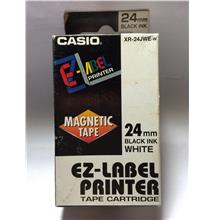 CASIO
XR-24JWE-W
24mm
BLACK INK
EZ-LABEL
PRINTER
MAGNETIC
TAPE
24mm
BLACK INK
WHITE
EZ-LABEL
PRINTER
TAPE CARTRIDGE